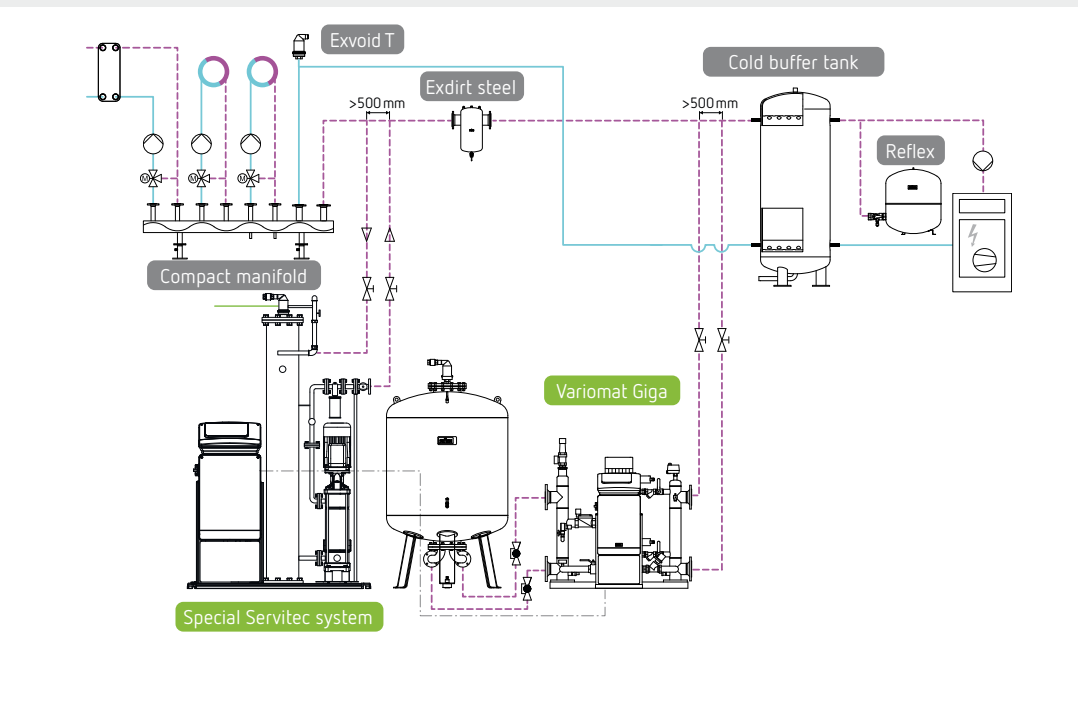 Exvoid T
Cold buffer tank
Exdirt steel
>500 mm
>500 mm
Reflex
M
M
M
Compact manifold
Variomat Giga
Special Servitec system